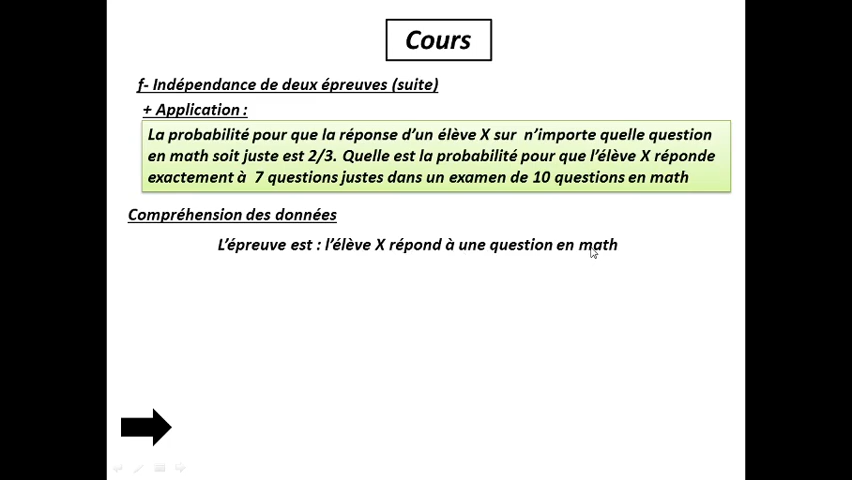 Cours
f- Indépendance de deux épreuves (suite)
+ Application :
La probabilité pour que la réponse d'un élève X sur n'importe quelle question
en math soit juste est 2/3. Quelle est la probabilité pour que l'élève X réponde
exactement à 7 questions justes dans un examen de 10 questions en math
Compréhension des données
L'épreuve est : l'élève X répond à une question en math